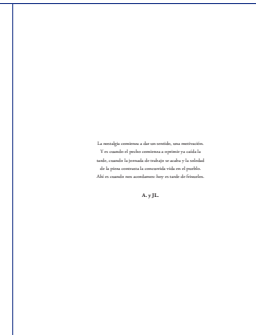 La nostalgia comienza a dar un sentido, una motivación.
Y es cuando el pecho comienza a oprimir ya caída la
tarde, cuando la jornada de trabajo se acaba y la soledad
de la pieza comienza la concurrida vida en el pueblo.
Ahí es cuando nos acordamos: hoy es tarde de frimoles.
A. y JL.